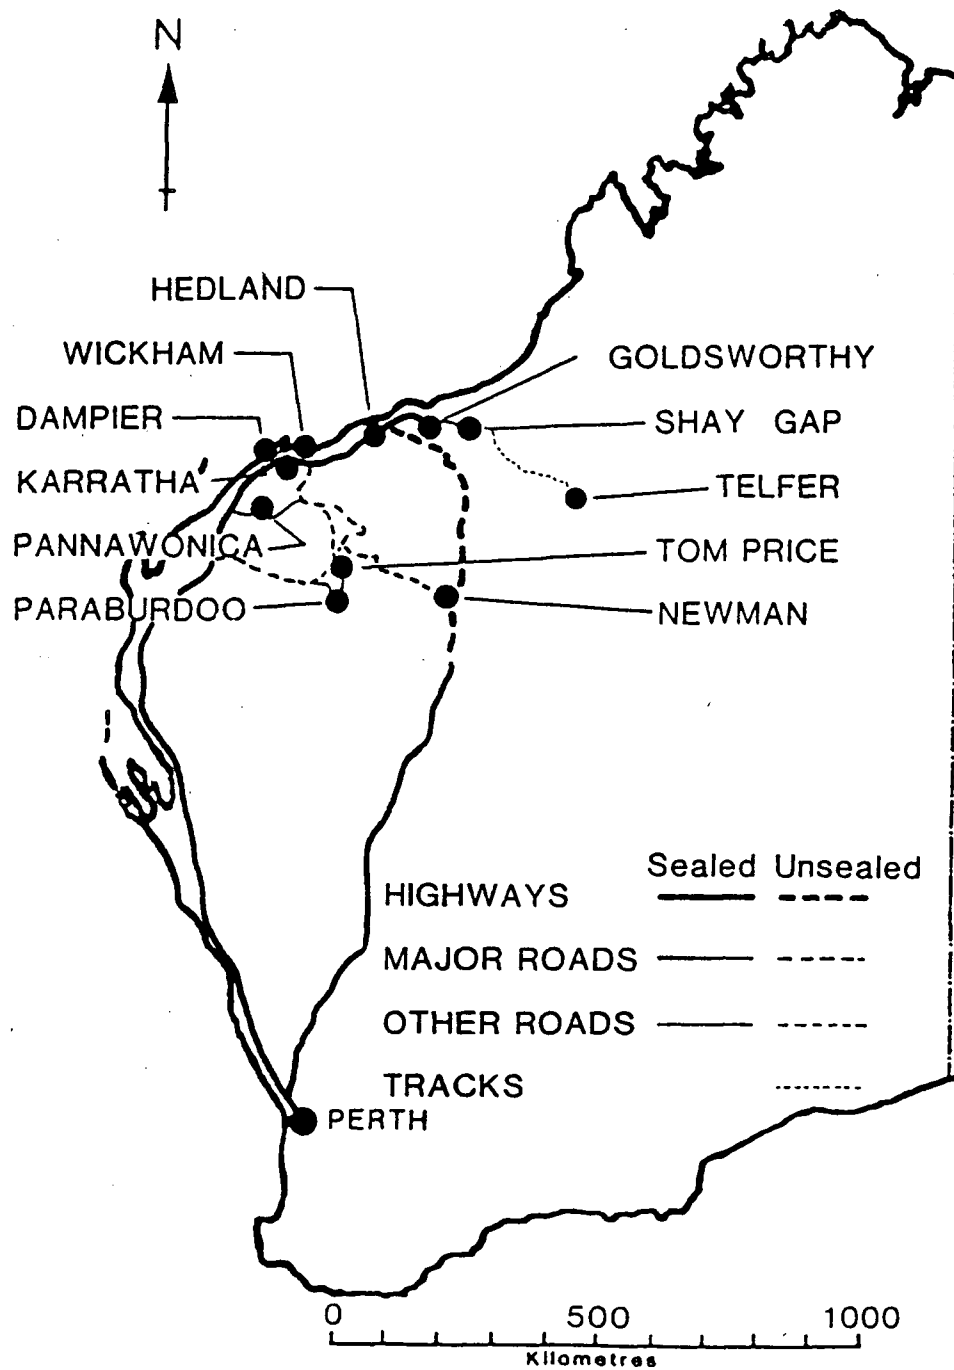 N
HEDLAND
WICKHAM
GOLDSWORTHY
DAMPIER
SHAY GAP
KARRATHA
TELFER
PANNAWONICA
TOM PRICE
PARABURDOO
NEWMAN
Sealed Unsealed
HIGHWAYS
MAJOR ROADS
OTHER ROADS
TRACKS
PERTH
0 500 1000
Kilometres